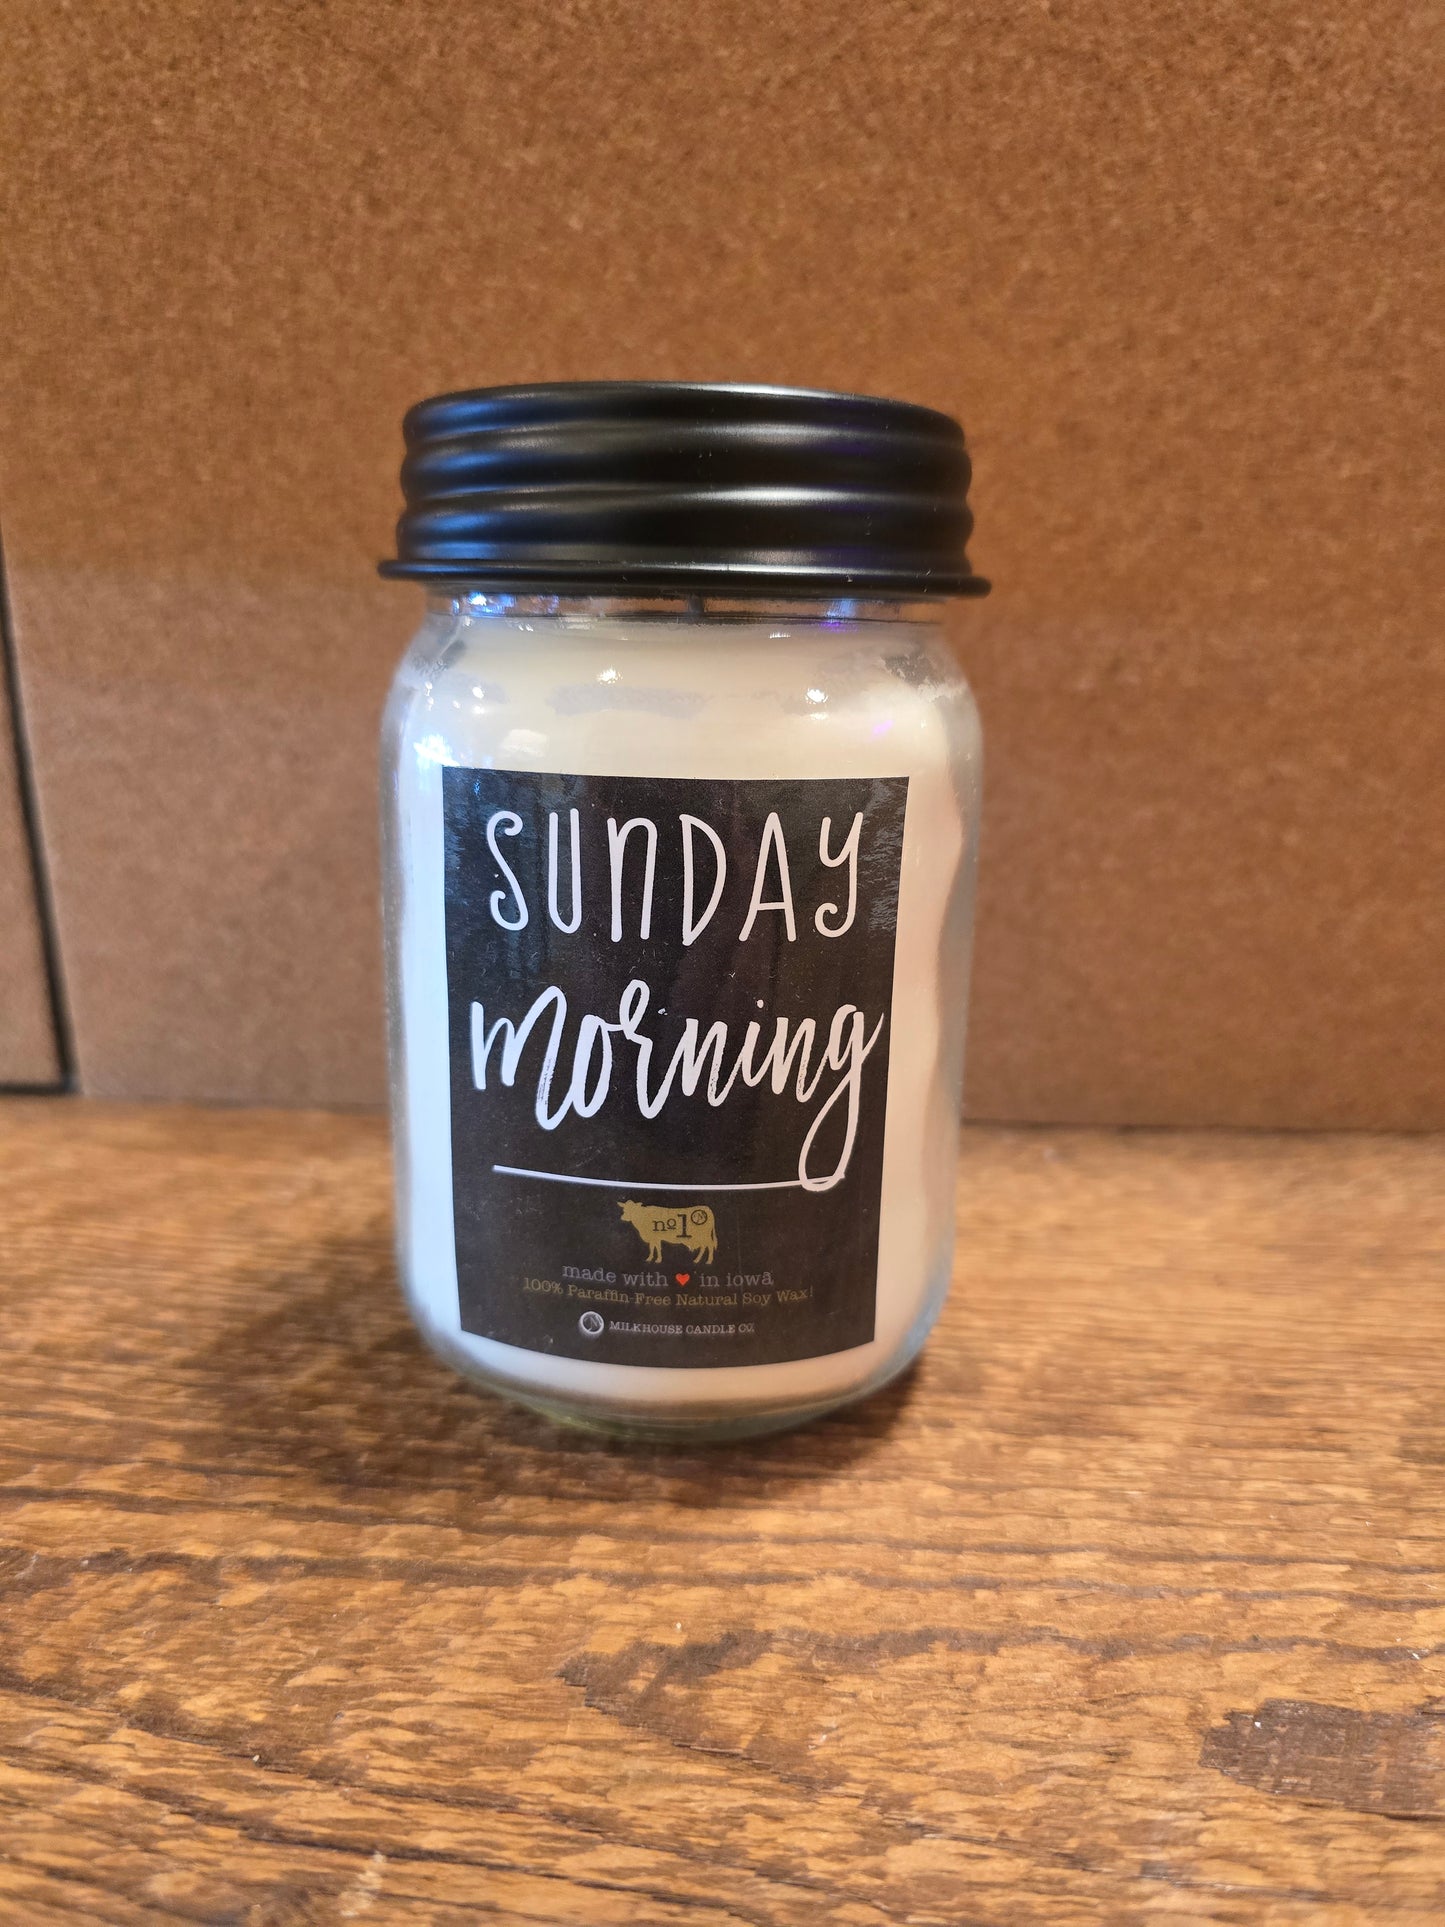 SUNDAY
morning
nº1
made with ♥ in iowa
100% Paraffin-Free Natural Soy Wax!
M MILKHOUSE CANDLE CO.